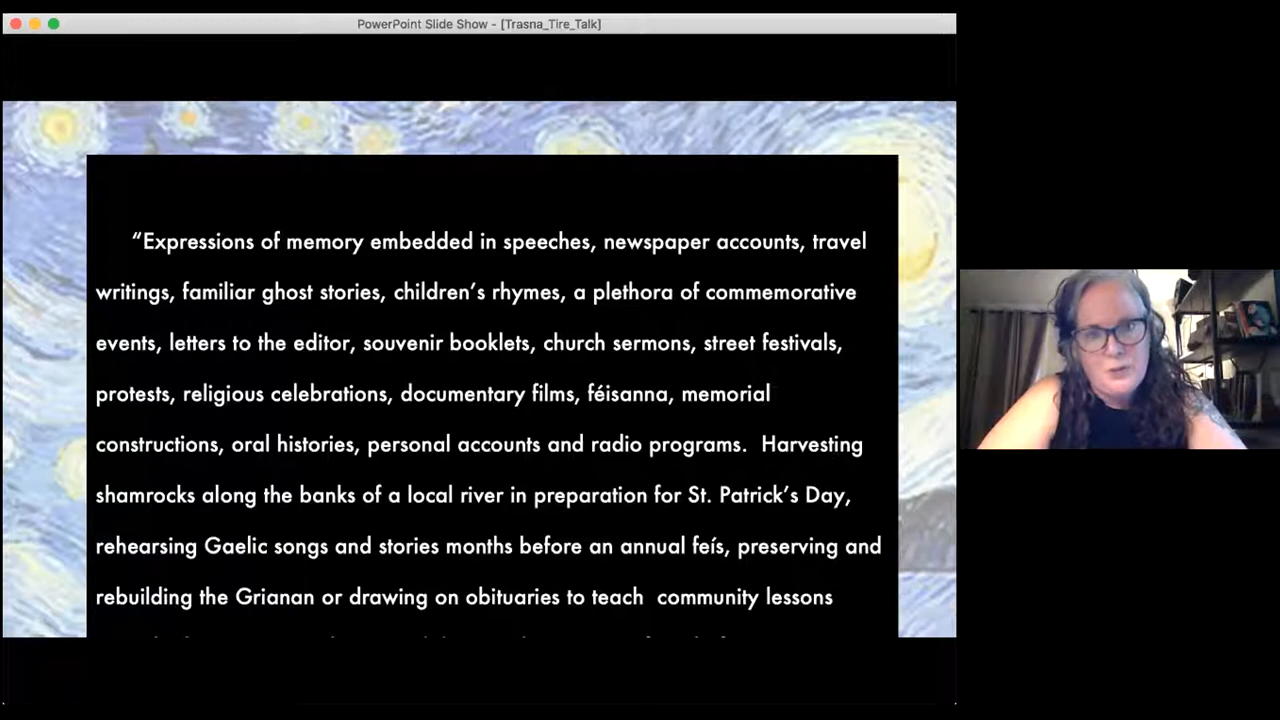 PowerPoint Slide Show - [Trasna_Tire_Talk]
“Expressions of memory embedded in speeches, newspaper accounts, travel
writings, familiar ghost stories, children’s rhymes, a plethora of commemorative
events, letters to the editor, souvenir booklets, church sermons, street festivals,
protests, religious celebrations, documentary films, féisanna, memorial
constructions, oral histories, personal accounts and radio programs.  Harvesting
shamrocks along the banks of a local river in preparation for St. Patrick’s Day,
rehearsing Gaelic songs and stories months before an annual feís, preserving and
rebuilding the Grianan or drawing on obituaries to teach  community lessons